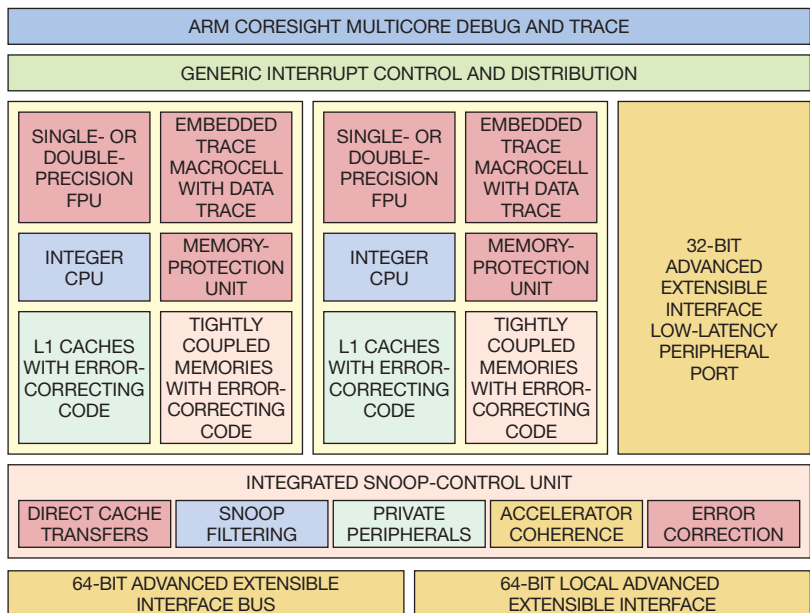 ARM CORESIGHT MULTICORE DEBUG AND TRACE
GENERIC INTERRUPT CONTROL AND DISTRIBUTION
SINGLE- OR
DOUBLE-
PRECISION
FPU
EMBEDDED
TRACE
MACROCELL
WITH DATA
TRACE
INTEGER
CPU
MEMORY-
PROTECTION
UNIT
L1 CACHES
WITH ERROR-
CORRECTING
CODE
TIGHTLY
COUPLED
MEMORIES
WITH ERROR-
CORRECTING
CODE
SINGLE- OR
DOUBLE-
PRECISION
FPU
EMBEDDED
TRACE
MACROCELL
WITH DATA
TRACE
INTEGER
CPU
MEMORY-
PROTECTION
UNIT
L1 CACHES
WITH ERROR-
CORRECTING
CODE
TIGHTLY
COUPLED
MEMORIES
WITH ERROR-
CORRECTING
CODE
32-BIT
ADVANCED
EXTENSIBLE
INTERFACE
LOW-LATENCY
PERIPHERAL
PORT
INTEGRATED SNOOP-CONTROL UNIT
DIRECT CACHE
TRANSFERS
SNOOP
FILTERING
PRIVATE
PERIPHERALS
ACCELERATOR
COHERENCE
ERROR
CORRECTION
64-BIT ADVANCED EXTENSIBLE
INTERFACE BUS
64-BIT LOCAL ADVANCED
EXTENSIBLE INTERFACE